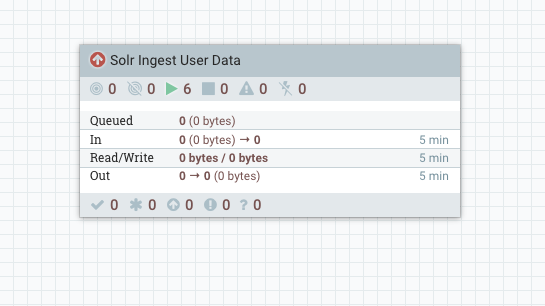 Solr Ingest User Data
0 0 6 0 0 0
Queued 0 (0 bytes)
In 0 (0 bytes) → 0 5 min
Read/Write 0 bytes / 0 bytes 5 min
Out 0 → 0 (0 bytes) 5 min
0 0 0 0 ? 0